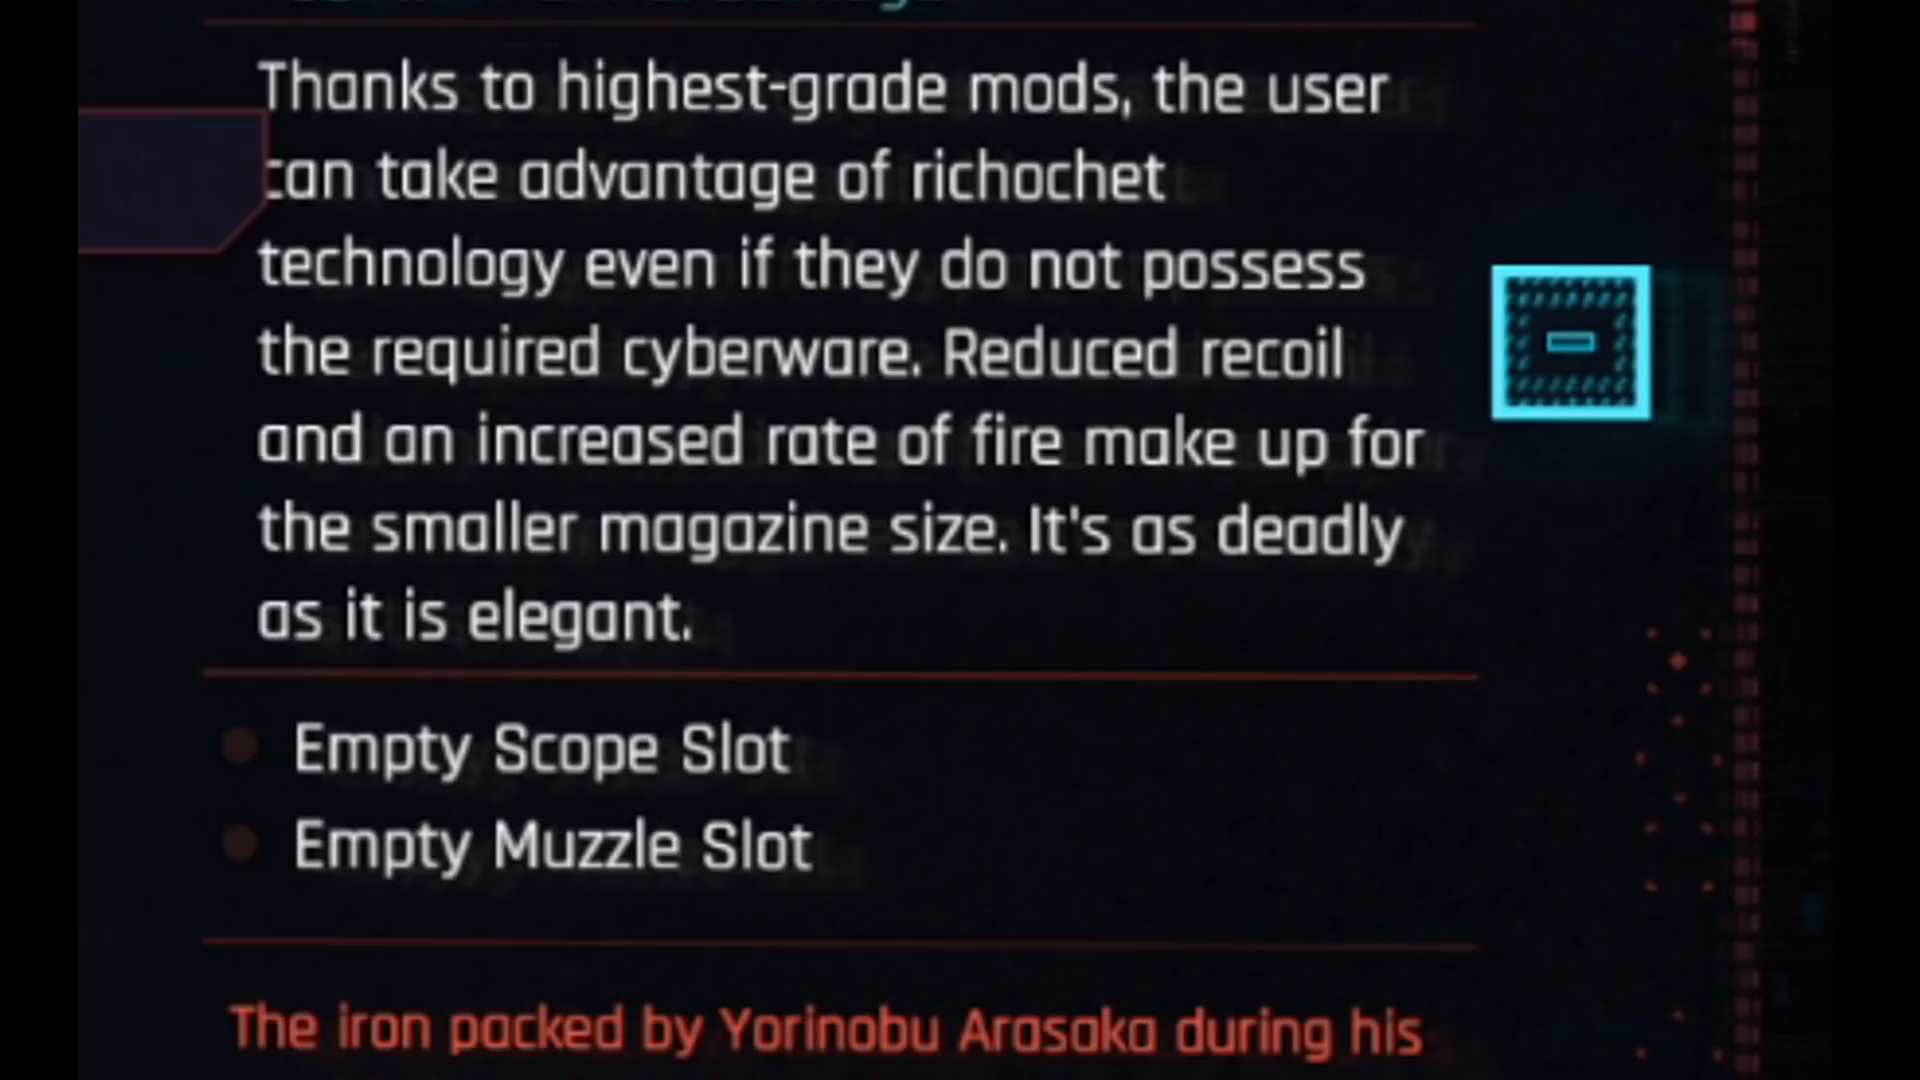 Thanks to highest-grade mods, the user
can take advantage of richochet
technology even if they do not possess
the required cyberware. Reduced recoil
and an increased rate of fire make up for
the smaller magazine size. It's as deadly
as it is elegant.
Empty Scope Slot
Empty Muzzle Slot
The iron packed by Yorinobu Arasaka during his